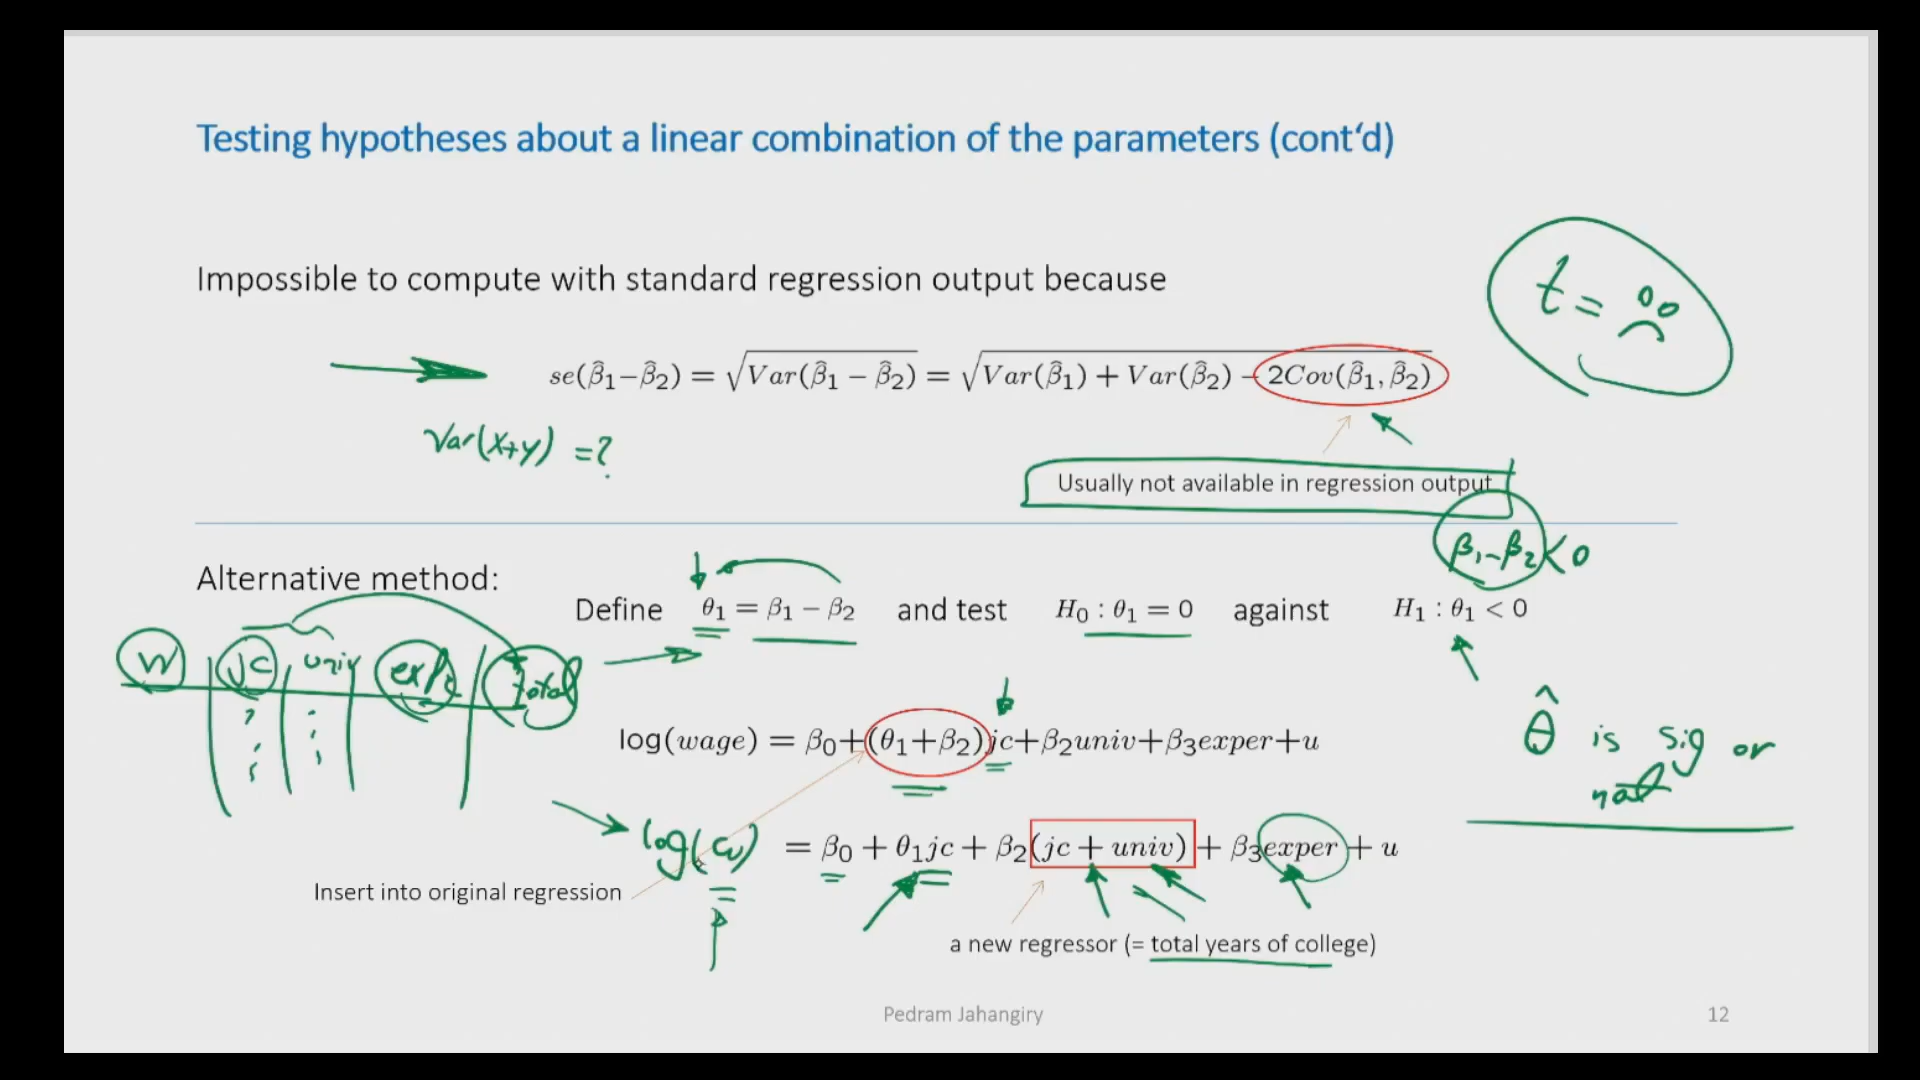 Testing hypotheses about a linear combination of the parameters (cont‘d)
Impossible to compute with standard regression output because
t =
se(β̂₁−β̂₂) = √Var(β̂₁ − β̂₂) = √Var(β̂₁) + Var(β̂₂) − 2Cov(β̂₁, β̂₂)
Var(x+y) = ?
Usually not available in regression output
β₁-β₂ < 0
Alternative method:
Define θ₁ = β₁ − β₂ and test H₀ : θ₁ = 0 against H₁ : θ₁ < 0
W jc univ exp total
log(wage) = β₀+(θ₁+β₂)jc+β₂univ+β₃exper+u
θ̂ is sig or
not
log(w) = β₀ + θ₁jc + β₂(jc + univ) + β₃exper + u
Insert into original regression
a new regressor (= total years of college)
Pedram Jahangiry
12